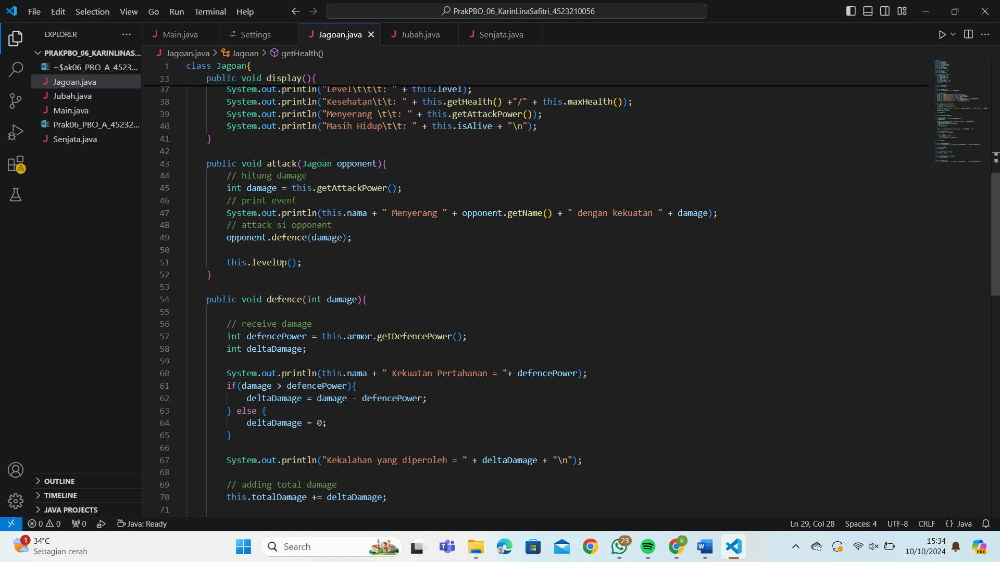 File Edit Selection View Go Run Terminal Help
PrakPBO_06_KarinLinaSafitri_4523210056
EXPLORER
Main.java
Settings
Jagoan.java
Jubah.java
Senjata.java
PRAKPBO_06_KARINLINAS...
~$ak06_PBO_A_4523...
Jagoan.java
Jubah.java
Main.java
Prak06_PBO_A_45232...
Senjata.java
OUTLINE
TIMELINE
JAVA PROJECTS
Jagoan.java > Jagoan > getHealth()
1 class Jagoan{
33 public void display(){
37 System.out.println("Level\t\t\t: " + this.level);
38 System.out.println("Kesehatan\t\t: " + this.getHealth() +"/" + this.maxHealth());
39 System.out.println("Menyerang \t\t: " + this.getAttackPower());
40 System.out.println("Masih Hidup\t\t: " + this.isAlive + "\n");
41 }
42
43 public void attack(Jagoan opponent){
44 // hitung damage
45 int damage = this.getAttackPower();
46 // print event
47 System.out.println(this.nama + " Menyerang " + opponent.getName() + " dengan kekuatan " + damage);
48 // attack si opponent
49 opponent.defence(damage);
50
51 this.levelUp();
52 }
53
54 public void defence(int damage){
55
56 // receive damage
57 int defencePower = this.armor.getDefencePower();
58 int deltaDamage;
59
60 System.out.println(this.nama + " Kekuatan Pertahanan = "+ defencePower);
61 if(damage > defencePower){
62 deltaDamage = damage - defencePower;
63 } else {
64 deltaDamage = 0;
65 }
66
67 System.out.println("Kekalahan yang diperoleh = " + deltaDamage + "\n");
68
69 // adding total damage
70 this.totalDamage += deltaDamage;
71
0 0 0 Java: Ready
Ln 29, Col 28 Spaces: 4 UTF-8 CRLF {} Java
1 34°C
Sebagian cerah
Search
23
K
PRE
15:34
10/10/2024